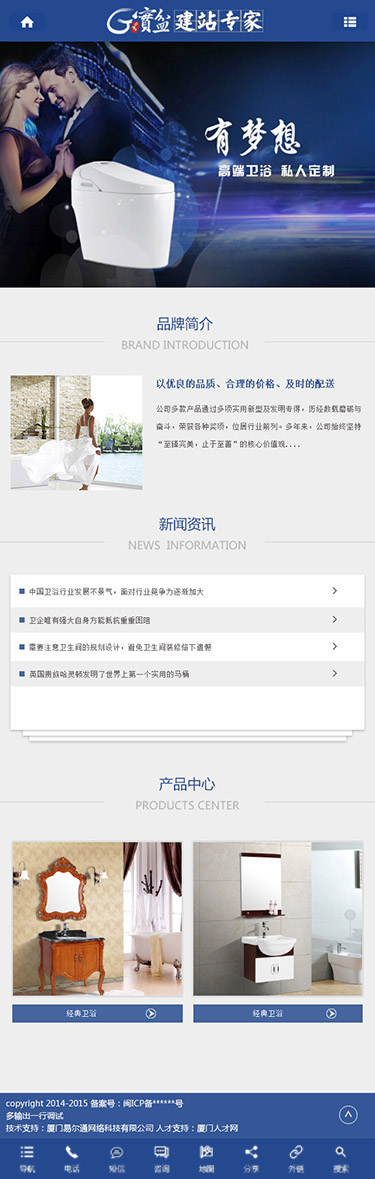 寶盆建站专家
有梦想
高端卫浴 私人定制
品牌简介
BRAND INTRODUCTION
以优良的品质、合理的价格、及时的配送
公司多款产品通过多项实用新型及发明专得，历经数载磨砺与
奋斗，荣获各种奖项，位居行业前列。多年来，公司始终坚持
“至臻完美，止于至善”的核心价值观....
新闻资讯
NEWS INFORMATION
中国卫浴行业发展不景气，面对行业竞争力逐渐加大
卫企唯有强大自身方能抵抗重重困阻
需要注意卫生间的规划设计，避免卫生间装修留下遗憾
英国贵族哈灵顿发明了世界上第一个实用的马桶
产品中心
PRODUCTS CENTER
经典卫浴
经典卫浴
copyright 2014-2015 备案号：闽ICP备******号
多输出一行调试
技术支持：厦门易尔通网络科技有限公司 人才支持：厦门人才网
导航 电话 短信 咨询 地图 分享 外链 搜索